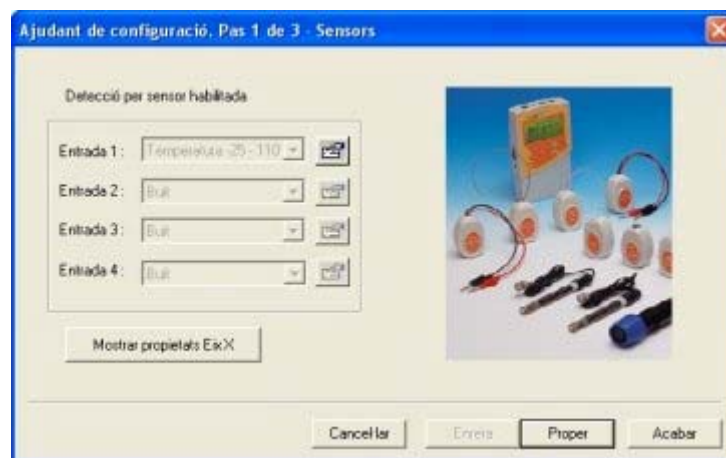 Ajudant de configuració. Pas 1 de 3 - Sensors
Detecció per sensor habilitada
Entrada 1: Temperatura -25 - 110
Entrada 2: Buit
Entrada 3: Buit
Entrada 4: Buit
Mostrar propietats Eix X
Cancel·lar Enrera Proper Acabar